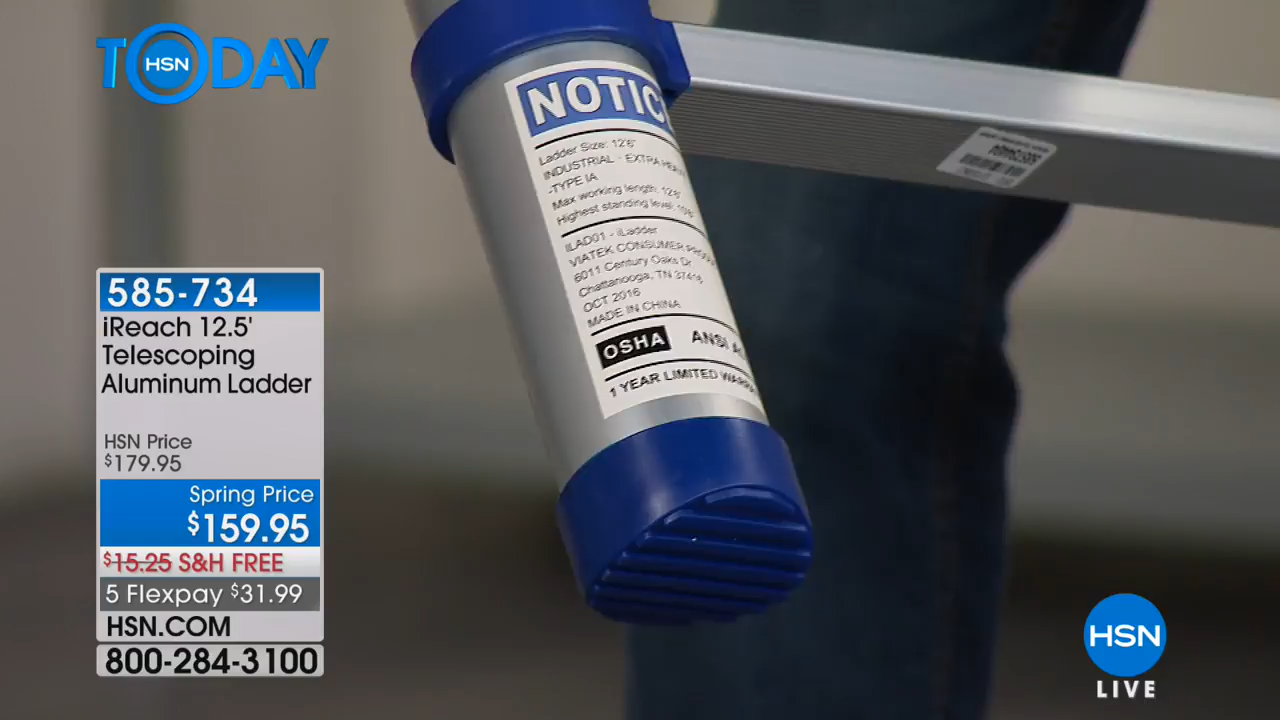 TODAY
HSN
NOTIC
Ladder Size: 12'6"
INDUSTRIAL - EXTRA HEA
-TYPE IA
Max working length: 12'6"
Highest standing level:
iLAD01 - iLadder
VIATEK CONSUMER PRODU
6011 Century Oaks Dr
Chattanooga, TN 37416
OCT 2016
MADE IN CHINA
OSHA ANSI
1 YEAR LIMITED WARRA
585-734
iReach 12.5'
Telescoping
Aluminum Ladder
HSN Price
$179.95
Spring Price
$159.95
$15.25 S&H FREE
5 Flexpay $31.99
HSN.COM
800-284-3100
HSN
LIVE